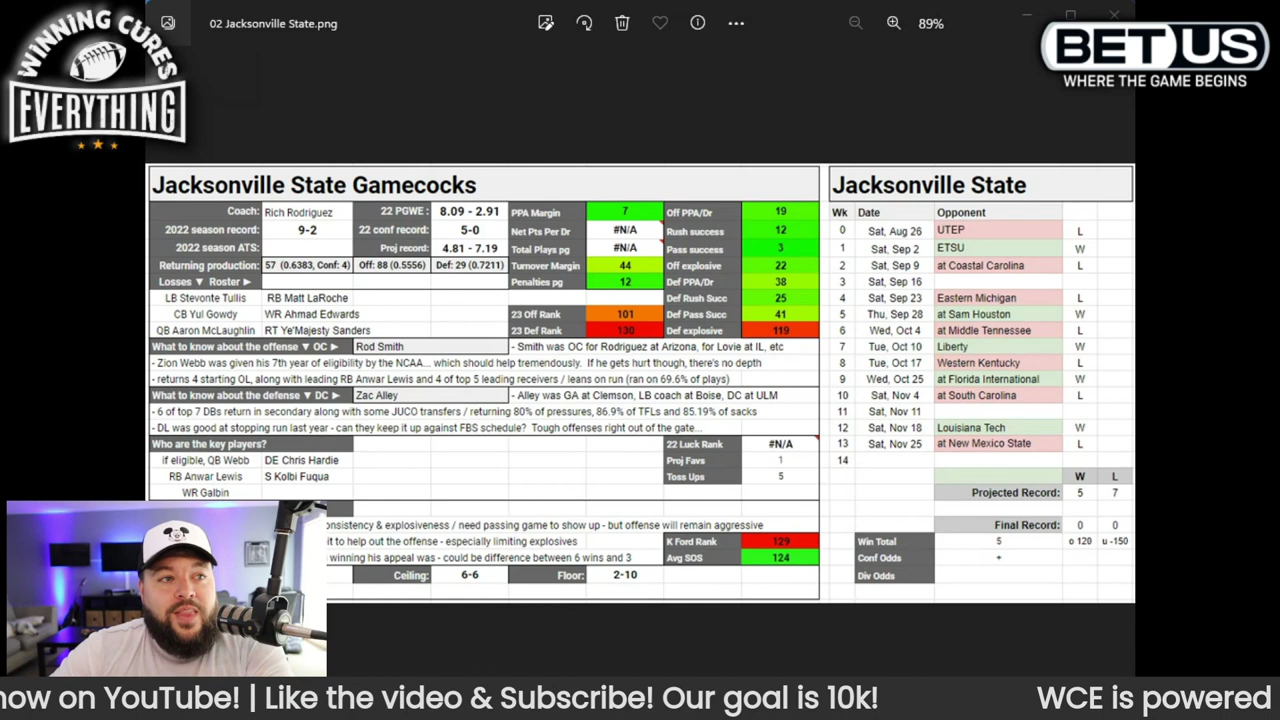 02 Jacksonville State.png
89%
WINNING CURES
EVERYTHING
BETUS
WHERE THE GAME BEGINS
Jacksonville State Gamecocks
Coach: Rich Rodriguez 22 PGWE : 8.09 - 2.91 PPA Margin 7 Off PPA/Dr 19
2022 season record: 9-2 22 conf record: 5-0 Net Pts Per Dr #N/A Rush success 12
2022 season ATS: Proj record: 4.81 - 7.19 Total Plays pg #N/A Pass success 3
Returning production: 57 (0.6383, Conf: 4) Off: 88 (0.5556) Def: 29 (0.7211) Turnover Margin 44 Off explosive 22
Losses ▼ Roster ► Penalties pg 12 Def PPA/Dr 38
LB Stevonte Tullis RB Matt LaRoche Def Rush Succ 25
CB Yul Gowdy WR Ahmad Edwards 23 Off Rank 101 Def Pass Succ 41
QB Aaron McLaughlin RT Ye'Majesty Sanders 23 Def Rank 130 Def explosive 119
What to know about the offense ▼ OC ► Rod Smith - Smith was OC for Rodriguez at Arizona, for Lovie at IL, etc
- Zion Webb was given his 7th year of eligibility by the NCAA... which should help tremendously. If he gets hurt though, there's no depth
- returns 4 starting OL, along with leading RB Anwar Lewis and 4 of top 5 leading receivers / leans on run (ran on 69.6% of plays)
What to know about the defense ▼ DC ► Zac Alley - Alley was GA at Clemson, LB coach at Boise, DC at ULM
- 6 of top 7 DBs return in secondary along with some JUCO transfers / returning 80% of pressures, 86.9% of TFLs and 85.19% of sacks
- DL was good at stopping run last year - can they keep it up against FBS schedule? Tough offenses right out of the gate...
Who are the key players? 22 Luck Rank #N/A
if eligible, QB Webb DE Chris Hardie Proj Favs 1
RB Anwar Lewis S Kolbi Fuqua Toss Ups 5
WR Galbin
onsistency & explosiveness / need passing game to show up - but offense will remain aggressive
it to help out the offense - especially limiting explosives K Ford Rank 129
winning his appeal was - could be difference between 6 wins and 3 Avg SOS 124
Ceiling: 6-6 Floor: 2-10
Jacksonville State
Wk Date Opponent
0 Sat, Aug 26 UTEP L
1 Sat, Sep 2 ETSU W
2 Sat, Sep 9 at Coastal Carolina L
3 Sat, Sep 16
4 Sat, Sep 23 Eastern Michigan L
5 Thu, Sep 28 at Sam Houston W
6 Wed, Oct 4 at Middle Tennessee L
7 Tue, Oct 10 Liberty W
8 Tue, Oct 17 Western Kentucky L
9 Wed, Oct 25 at Florida International W
10 Sat, Nov 4 at South Carolina L
11 Sat, Nov 11
12 Sat, Nov 18 Louisiana Tech W
13 Sat, Nov 25 at New Mexico State L
14
W L
Projected Record: 5 7
Final Record: 0 0
Win Total 5 o 120 u -150
Conf Odds +
Div Odds
now on YouTube! | Like the video & Subscribe! Our goal is 10k! WCE is powered